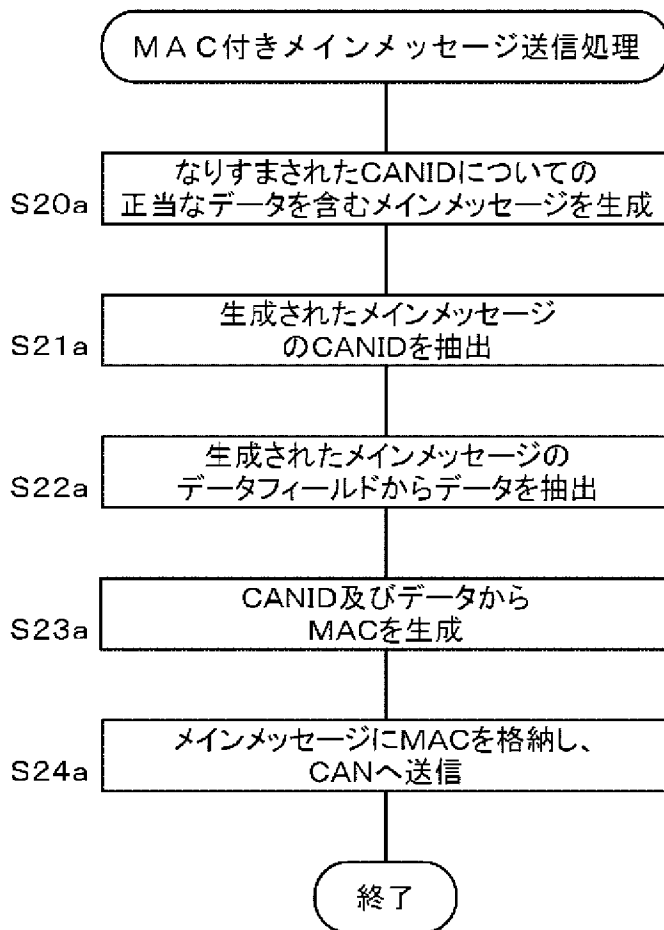 MAC付きメインメッセージ送信処理
なりすまされたCANIDについての
正当なデータを含むメインメッセージを生成
S20a
生成されたメインメッセージ
のCANIDを抽出
S21a
生成されたメインメッセージの
データフィールドからデータを抽出
S22a
CANID及びデータから
MACを生成
S23a
メインメッセージにMACを格納し、
CANへ送信
S24a
終了